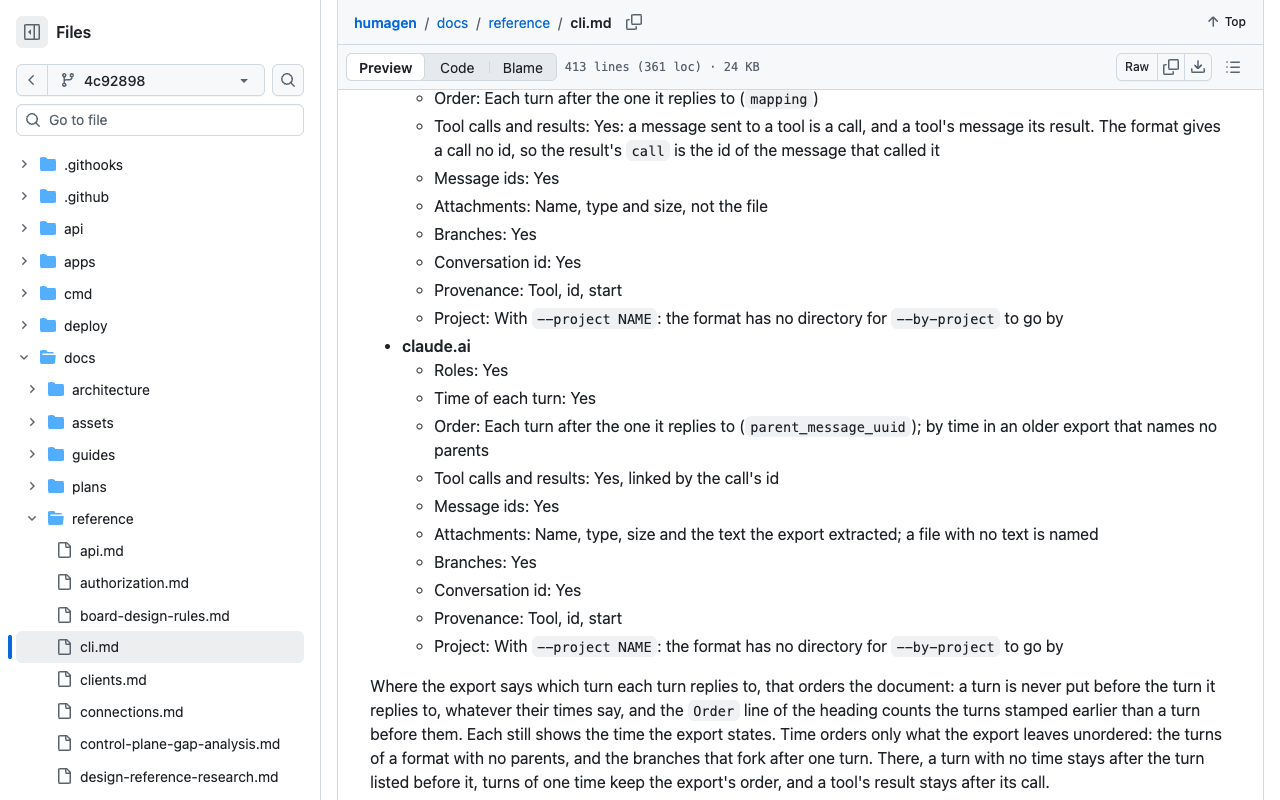 Files
4c92898
Go to file
.githooks
.github
api
apps
cmd
deploy
docs
architecture
assets
guides
plans
reference
api.md
authorization.md
board-design-rules.md
cli.md
clients.md
connections.md
control-plane-gap-analysis.md
design-reference-research.md
humagen / docs / reference / cli.md
Top
Preview Code Blame 413 lines (361 loc) · 24 KB
Raw
Order: Each turn after the one it replies to ( mapping )
Tool calls and results: Yes: a message sent to a tool is a call, and a tool's message its result. The format gives
a call no id, so the result's call is the id of the message that called it
Message ids: Yes
Attachments: Name, type and size, not the file
Branches: Yes
Conversation id: Yes
Provenance: Tool, id, start
Project: With --project NAME : the format has no directory for --by-project to go by
claude.ai
Roles: Yes
Time of each turn: Yes
Order: Each turn after the one it replies to ( parent_message_uuid ); by time in an older export that names no
parents
Tool calls and results: Yes, linked by the call's id
Message ids: Yes
Attachments: Name, type, size and the text the export extracted; a file with no text is named
Branches: Yes
Conversation id: Yes
Provenance: Tool, id, start
Project: With --project NAME : the format has no directory for --by-project to go by
Where the export says which turn each turn replies to, that orders the document: a turn is never put before the turn it
replies to, whatever their times say, and the Order line of the heading counts the turns stamped earlier than a turn
before them. Each still shows the time the export states. Time orders only what the export leaves unordered: the turns
of a format with no parents, and the branches that fork after one turn. There, a turn with no time stays after the turn
listed before it, turns of one time keep the export's order, and a tool's result stays after its call.